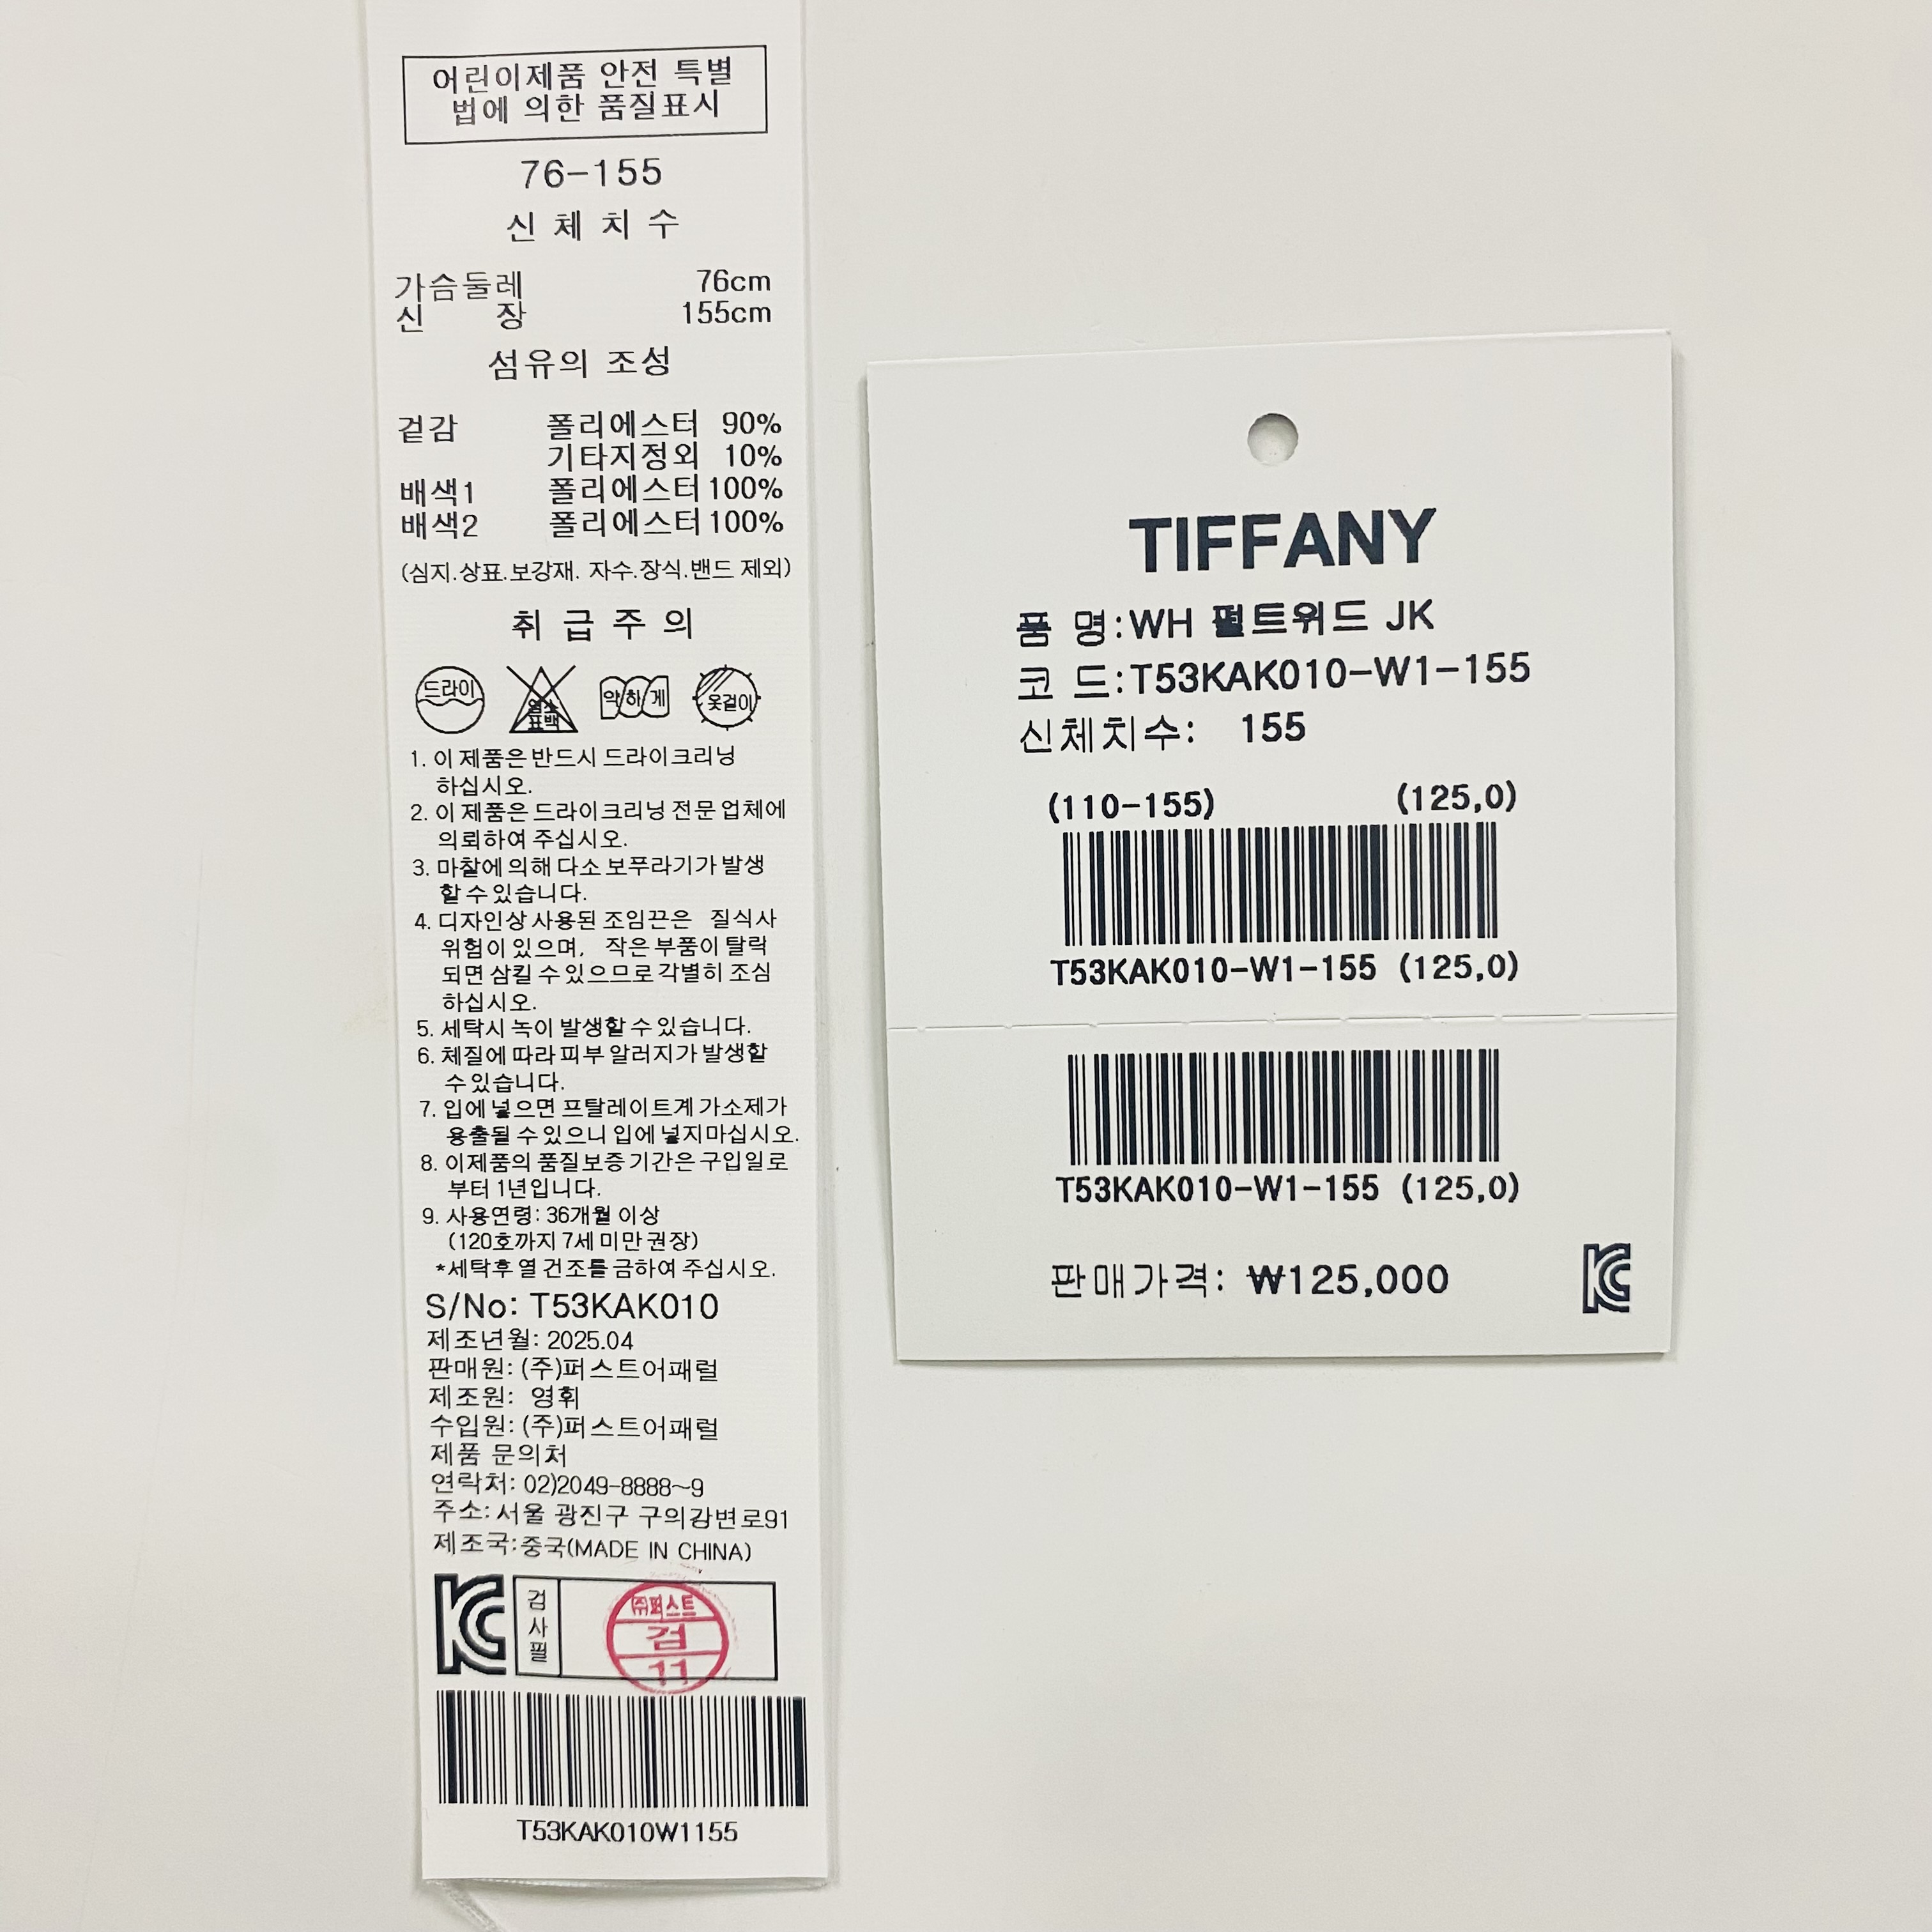 어린이제품 안전 특별
법에 의한 품질표시
76-155
신 체 치 수
가슴둘레 76cm
신 장 155cm
섬유의 조성
겉감 폴리에스터 90%
기타지정외 10%
배색1 폴리에스터 100%
배색2 폴리에스터 100%
(심지.상표.보강재. 자수.장식.밴드 제외)
취 급 주 의
드라이 염소표백 약하게 옷걸이
1. 이 제품은 반드시 드라이크리닝
하십시오.
2. 이 제품은 드라이크리닝 전문 업체에
의뢰하여 주십시오.
3. 마찰에 의해 다소 보푸라기가 발생
할 수 있습니다.
4. 디자인상 사용된 조임끈은 질식사
위험이 있으며, 작은 부품이 탈락
되면 삼킬 수 있으므로 각별히 조심
하십시오.
5. 세탁시 녹이 발생할 수 있습니다.
6. 체질에 따라 피부 알러지가 발생할
수 있습니다.
7. 입에 넣으면 프탈레이트계 가소제가
용출될 수 있으니 입에 넣지마십시오.
8. 이제품의 품질보증 기간은 구입일로
부터 1년입니다.
9. 사용연령: 36개월 이상
(120호까지 7세 미만 권장)
*세탁후 열 건조를 금하여 주십시오.
S/No: T53KAK010
제조년월: 2025.04
판매원: (주)퍼스트어패럴
제조원: 영휘
수입원: (주)퍼스트어패럴
제품 문의처
연락처: 02)2049-8888~9
주소: 서울 광진구 구의강변로91
제조국:중국(MADE IN CHINA)
KC 검사필 ㈜퍼스트
검
11
T53KAK010W1155
TIFFANY
품 명:WH 펄트위드 JK
코 드:T53KAK010-W1-155
신체치수: 155
(110-155) (125,0)
T53KAK010-W1-155 (125,0)
T53KAK010-W1-155 (125,0)
판매가격: ₩125,000 KC